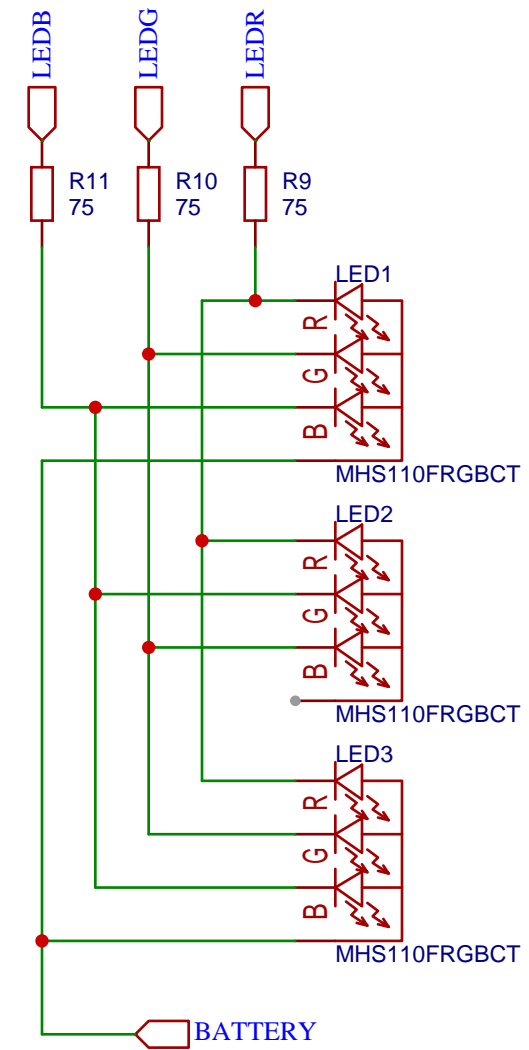 LEDB
LEDG
LEDR
R11
75
R10
75
R9
75
LED1
R
G
B
MHS110FRGBCT
LED2
R
G
B
MHS110FRGBCT
LED3
R
G
B
MHS110FRGBCT
BATTERY